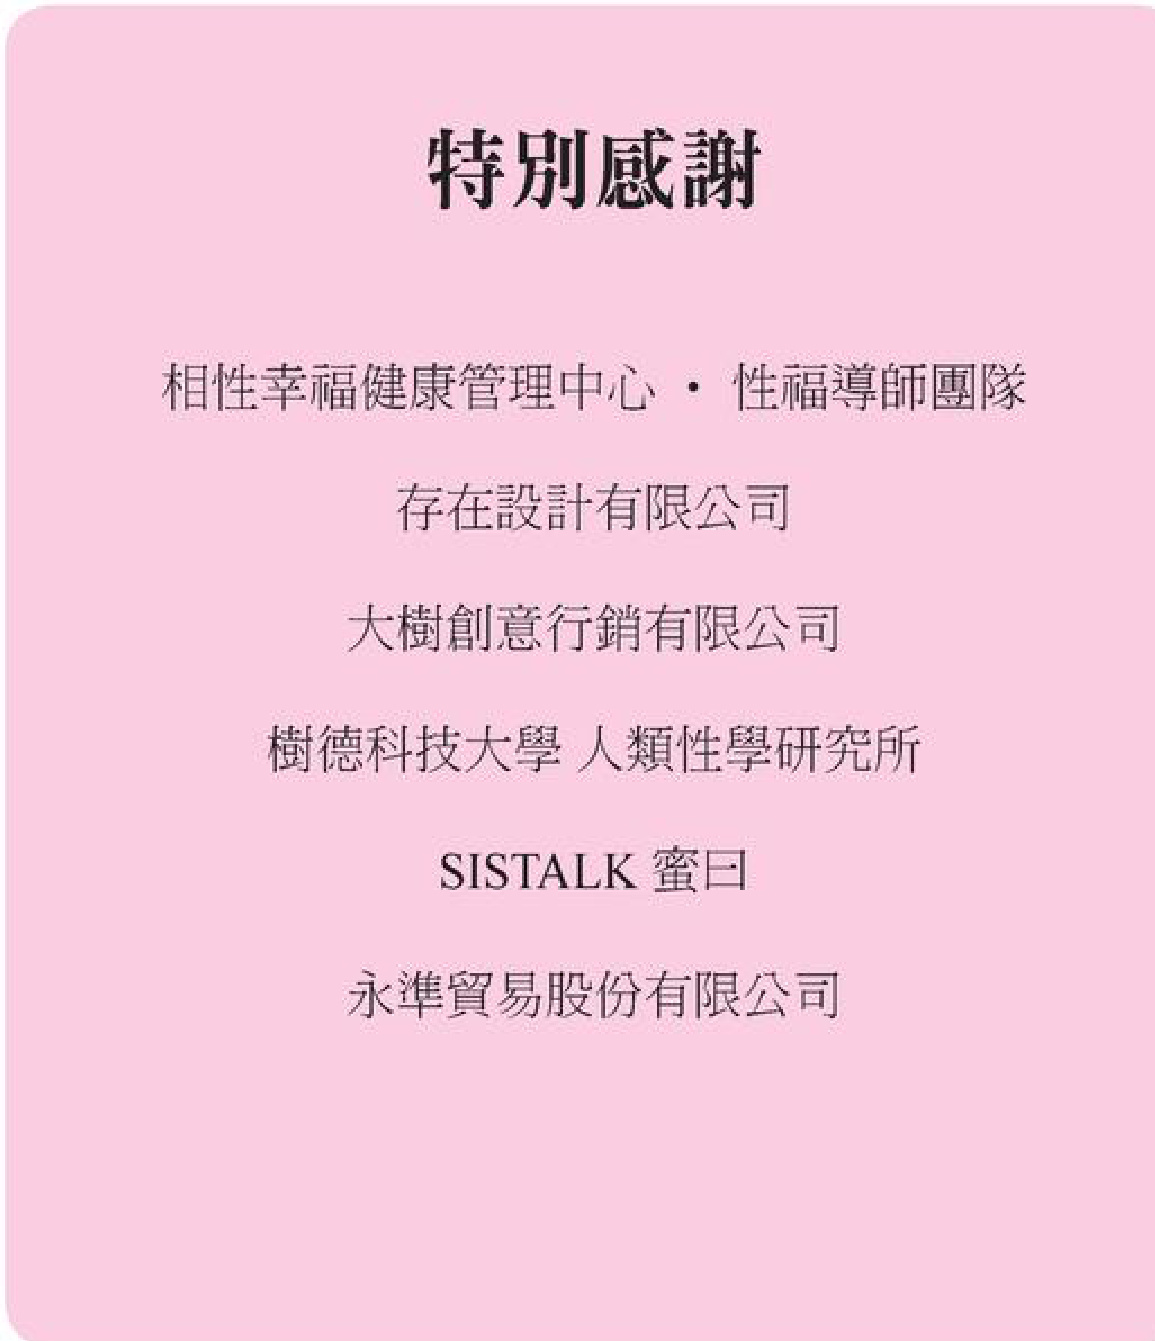 特別感謝
相性幸福健康管理中心 · 性福導師團隊
存在設計有限公司
大樹創意行銷有限公司
樹德科技大學 人類性學研究所
SISTALK 蜜曰
永準貿易股份有限公司